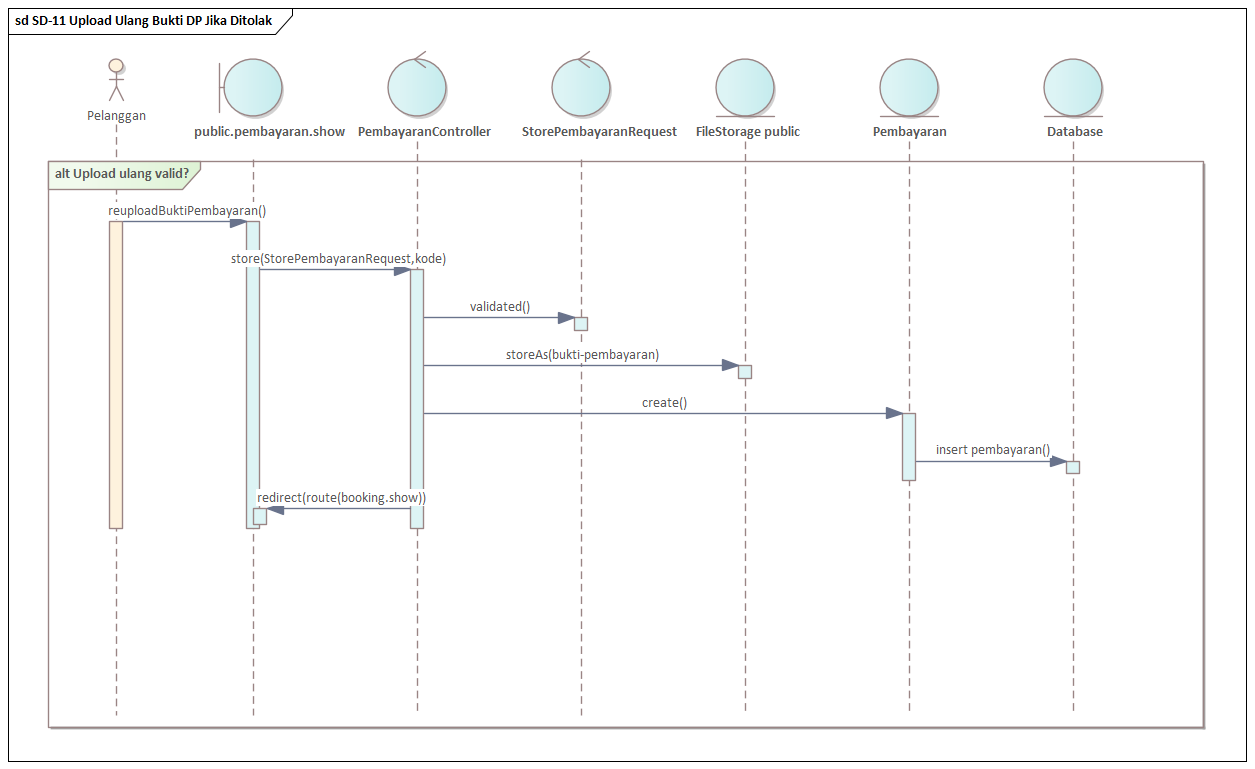 sd SD-11 Upload Ulang Bukti DP Jika Ditolak
Pelanggan
public.pembayaran.show
PembayaranController
StorePembayaranRequest
FileStorage public
Pembayaran
Database
alt Upload ulang valid?
reuploadBuktiPembayaran()
store(StorePembayaranRequest,kode)
validated()
storeAs(bukti-pembayaran)
create()
insert pembayaran()
redirect(route(booking.show))